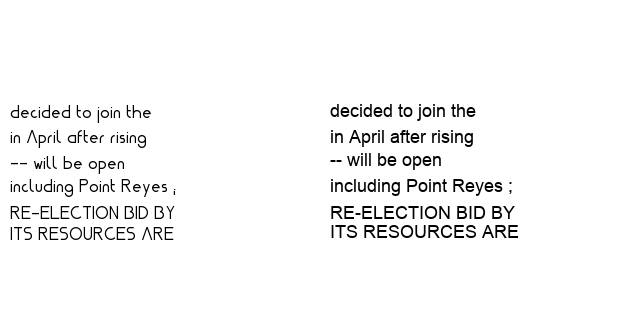 decided to join the
in April after rising
-- will be open
including Point Reyes ;
RE-ELECTION BID BY
ITS RESOURCES ARE
decided to join the
in April after rising
-- will be open
including Point Reyes ;
RE-ELECTION BID BY
ITS RESOURCES ARE